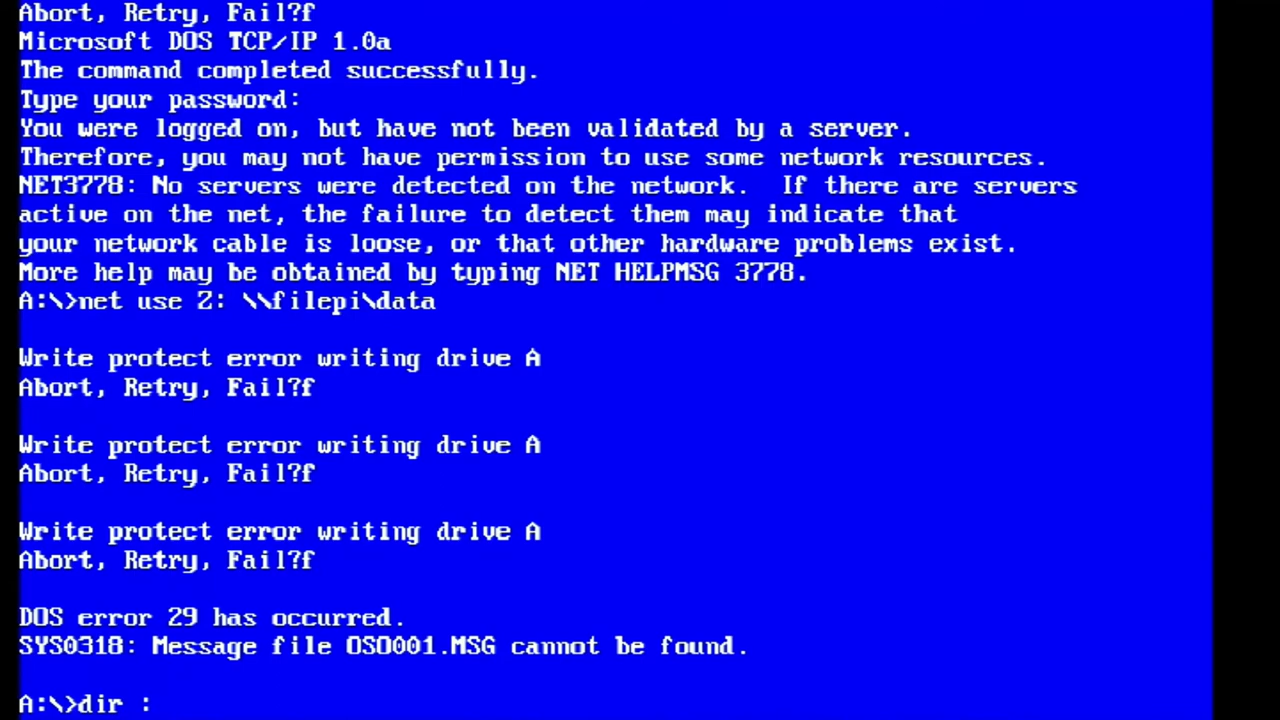 Abort, Retry, Fail?f
Microsoft DOS TCP/IP 1.0a
The command completed successfully.
Type your password:
You were logged on, but have not been validated by a server.
Therefore, you may not have permission to use some network resources.
NET3778: No servers were detected on the network.  If there are servers
active on the net, the failure to detect them may indicate that
your network cable is loose, or that other hardware problems exist.
More help may be obtained by typing NET HELPMSG 3778.
A:\>net use Z: \\filepi\data
Write protect error writing drive A
Abort, Retry, Fail?f
Write protect error writing drive A
Abort, Retry, Fail?f
Write protect error writing drive A
Abort, Retry, Fail?f
DOS error 29 has occurred.
SYS0318: Message file OSO001.MSG cannot be found.
A:\>dir :